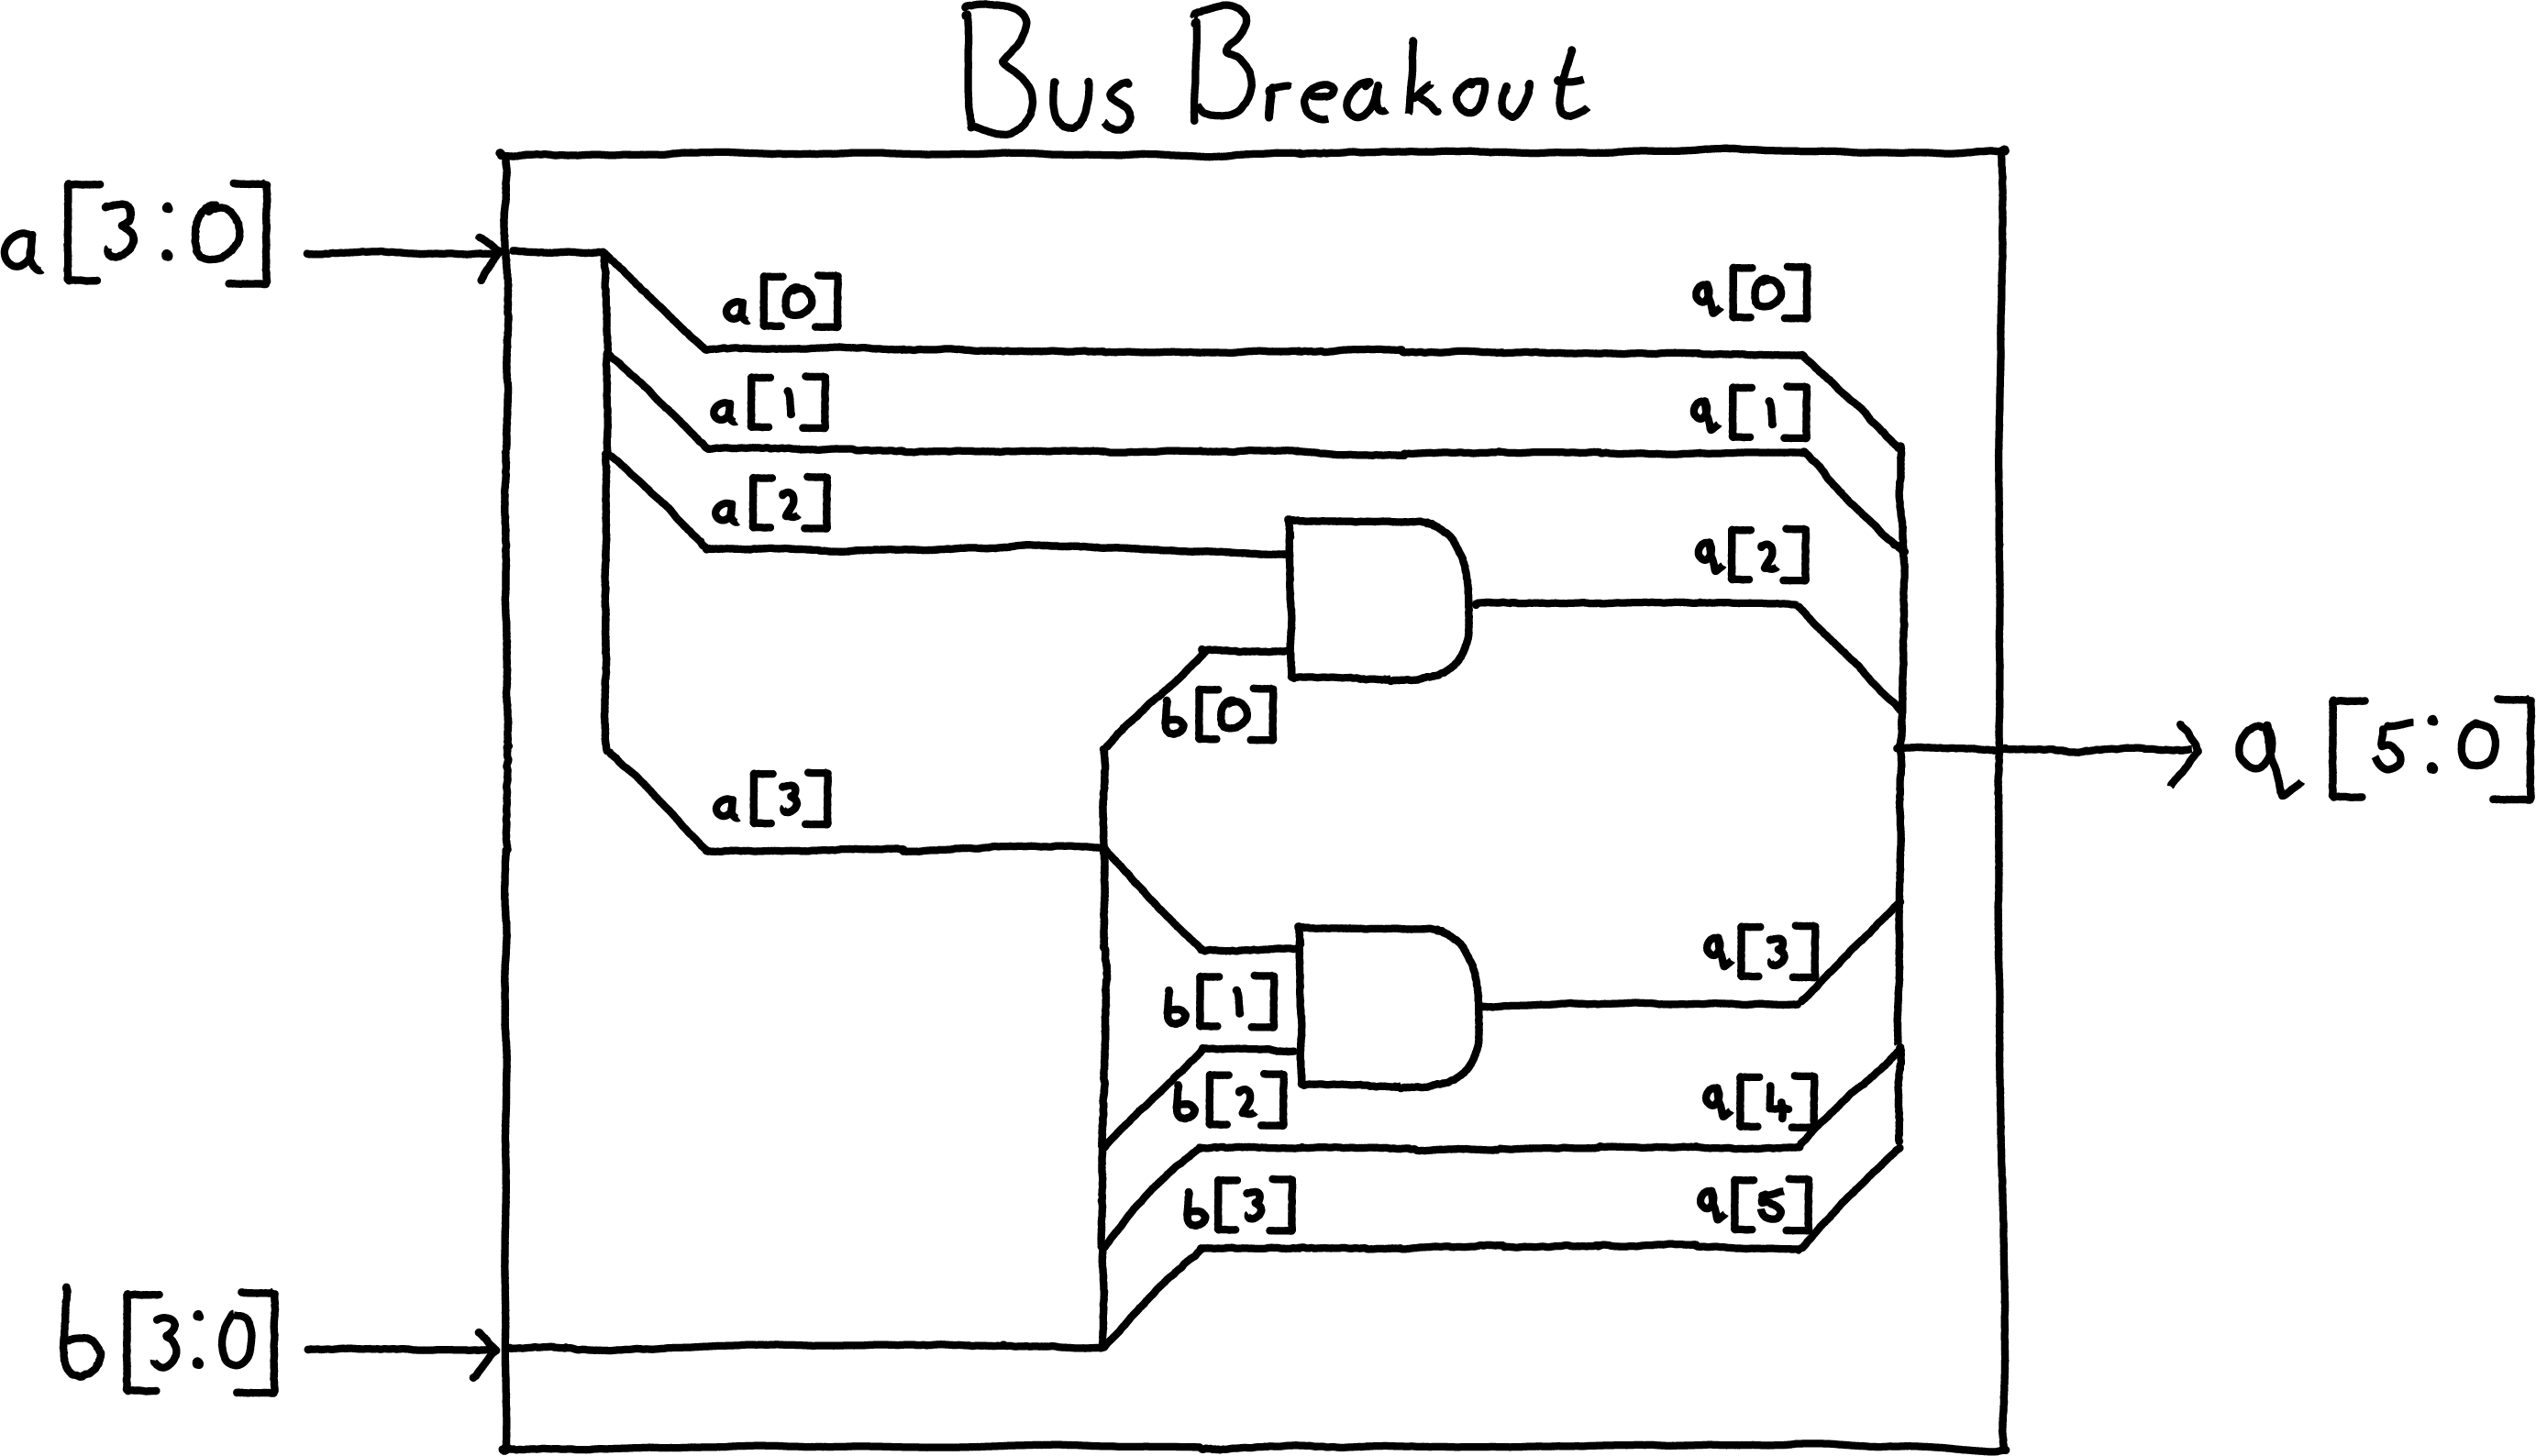 Bus Breakout
a[3:0]
a[0]
q[0]
a[1]
q[1]
a[2]
q[2]
b[0]
q[5:0]
a[3]
q[3]
b[1]
b[2]
q[4]
b[3]
q[5]
b[3:0]